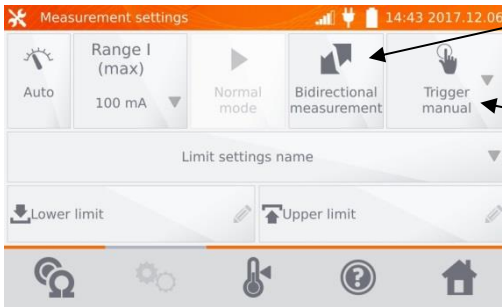 Measurement settings
14:43 2017.12.06
Auto
Range I
(max)
100 mA
Normal
mode
Bidirectional
measurement
Trigger
manual
Limit settings name
Lower limit
Upper limit